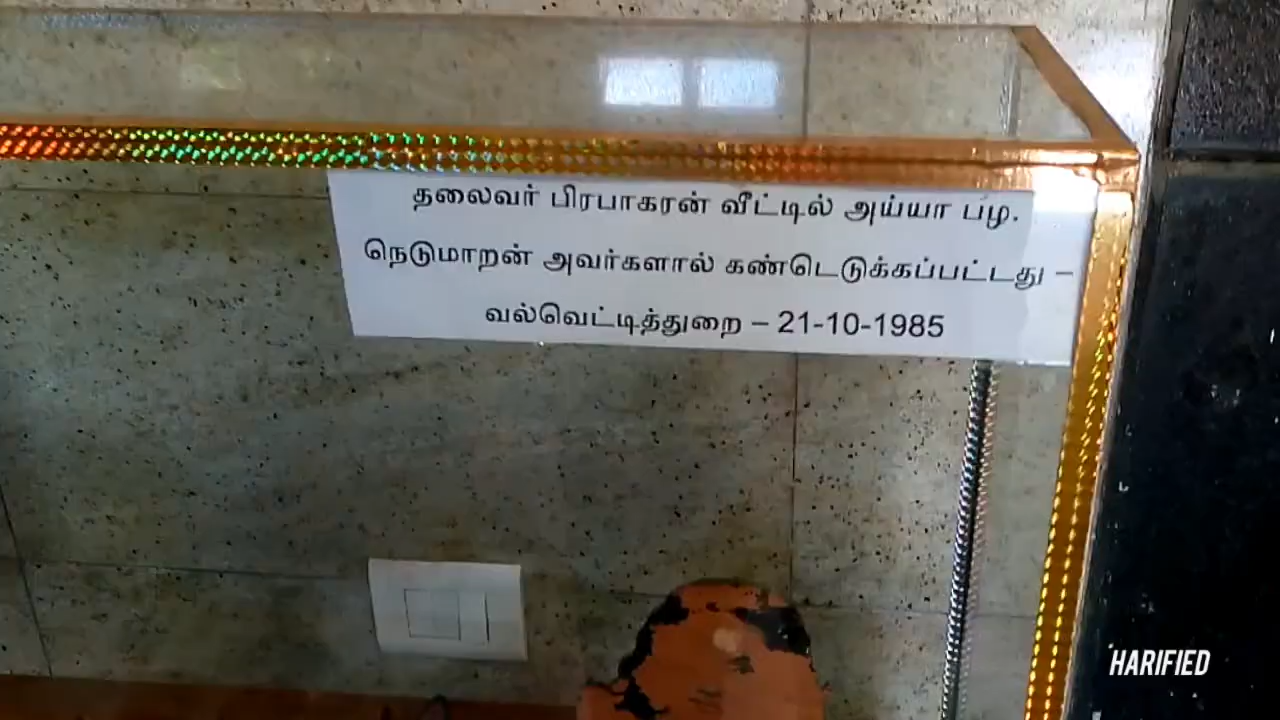 தலைவர் பிரபாகரன் வீட்டில் அய்யா பழ.
நெடுமாறன் அவர்களால் கண்டெடுக்கப்பட்டது –
வல்வெட்டித்துறை – 21-10-1985
HARIFIED